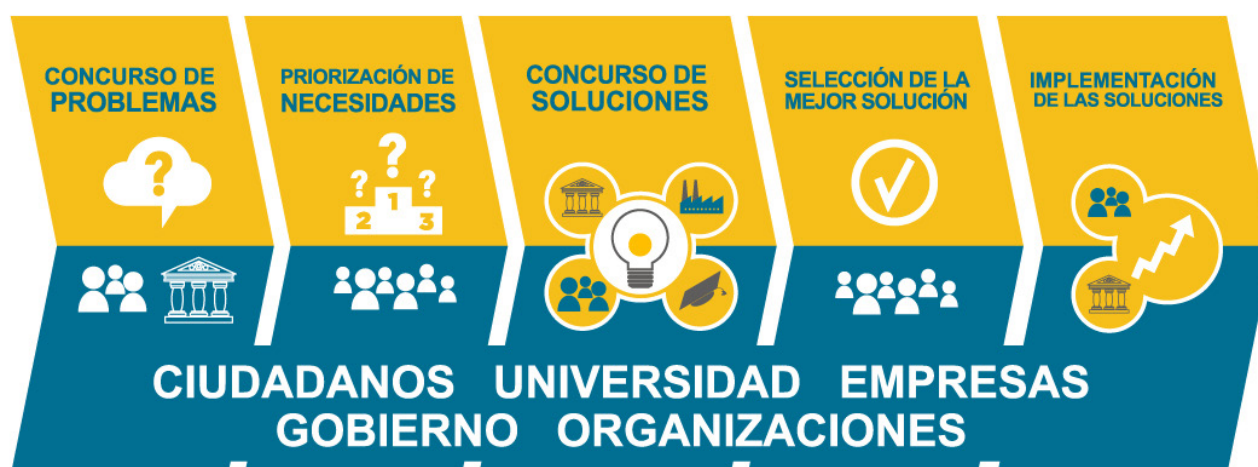 CONCURSO DE
PROBLEMAS
?
PRIORIZACIÓN DE
NECESIDADES
?
? ?
1
2 3
CONCURSO DE
SOLUCIONES
SELECCIÓN DE LA
MEJOR SOLUCIÓN
IMPLEMENTACIÓN
DE LAS SOLUCIONES
CIUDADANOS UNIVERSIDAD EMPRESAS
GOBIERNO ORGANIZACIONES